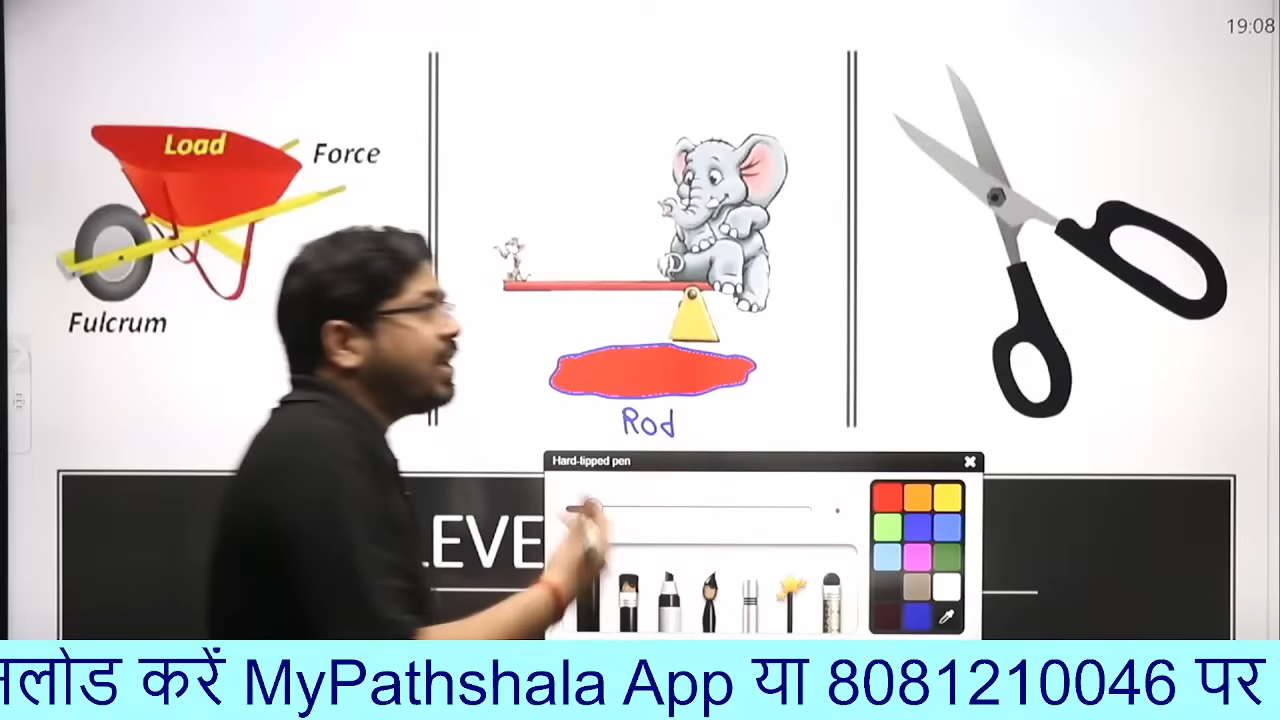 19:08
Load
Force
Fulcrum
Rod
Hard-tipped pen
LEVE
करें MyPathshala App या 8081210046 पर